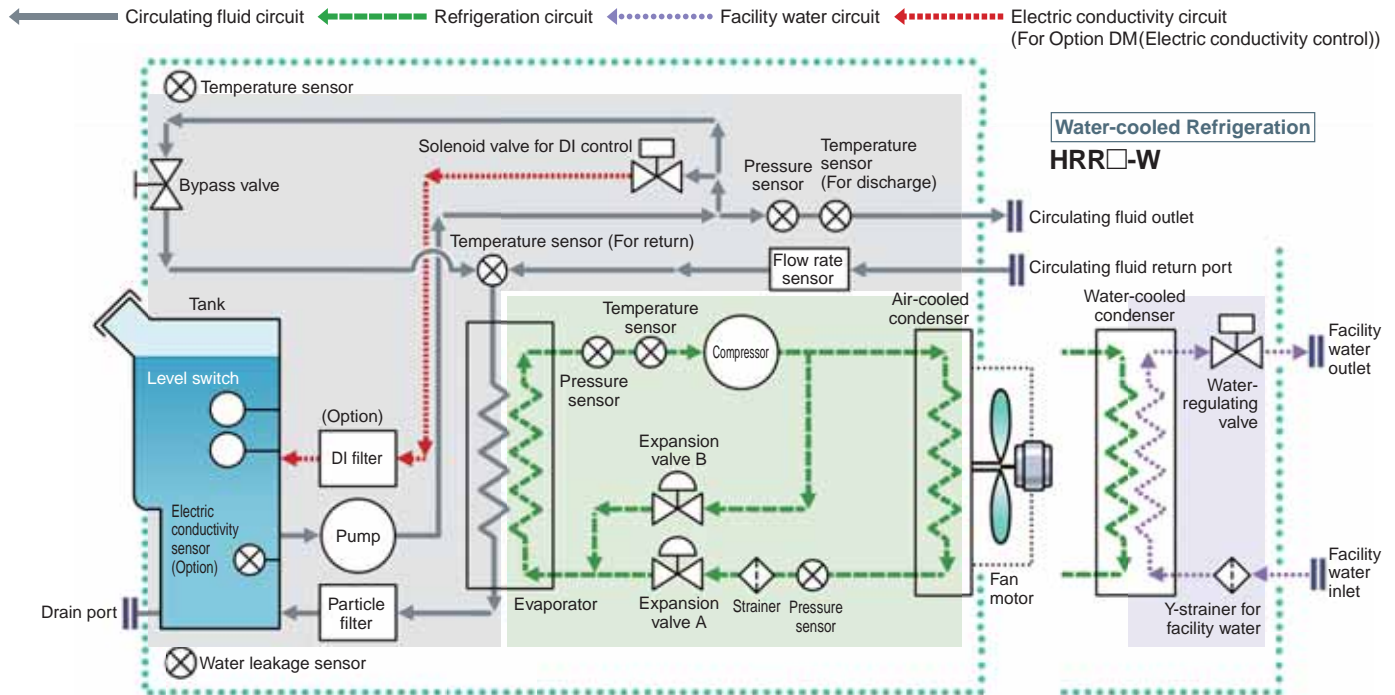 Circulating fluid circuit
Refrigeration circuit
Facility water circuit
Electric conductivity circuit
(For Option DM(Electric conductivity control))
Temperature sensor
Water-cooled Refrigeration
HRR□-W
Solenoid valve for DI control
Pressure
sensor
Temperature
sensor
(For discharge)
Bypass valve
Circulating fluid outlet
Temperature sensor (For return)
Flow rate
sensor
Circulating fluid return port
Tank
Level switch
(Option)
DI filter
Electric
conductivity
sensor
(Option)
Pump
Drain port
Particle
filter
Water leakage sensor
Temperature
sensor
Pressure
sensor
Compressor
Air-cooled
condenser
Expansion
valve B
Evaporator
Expansion
valve A
Strainer
Pressure
sensor
Fan
motor
Water-cooled
condenser
Facility
water
outlet
Water-
regulating
valve
Facility
water
inlet
Y-strainer for
facility water